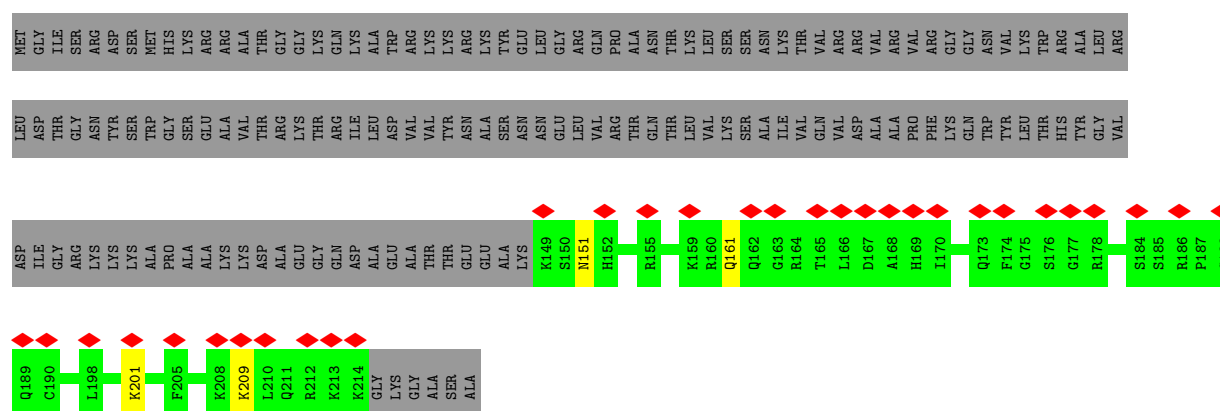 MET GLY ILE SER ARG ASP SER MET HIS LYS ARG ARG ALA THR GLY GLY LYS GLN LYS ALA TRP ARG LYS LYS ARG LYS TYR GLU LEU GLY ARG GLN PRO ALA ASN THR LYS LEU SER SER ASN LYS THR VAL ARG ARG VAL ARG VAL ARG GLY GLY ASN VAL LYS TRP ARG ALA LEU ARG
LEU ASP THR GLY ASN TYR SER TRP GLY SER GLU ALA VAL THR ARG LYS THR ARG ILE LEU ASP VAL VAL TYR ASN ALA SER ASN ASN GLU LEU VAL ARG THR GLN THR LEU VAL LYS SER ALA ILE VAL GLN VAL ASP ALA ALA PRO PHE LYS GLN TRP TYR LEU THR HIS TYR GLY VAL
ASP ILE GLY ARG LYS LYS LYS ALA PRO ALA ALA LYS LYS ASP ALA GLU GLY GLN ASP ALA GLU ALA THR THR GLU GLU ALA LYS K149 S150 N151 H152 R155 K159 R160 Q161 Q162 G163 R164 T165 L166 D167 A168 H169 I170 Q173 F174 G175 S176 G177 R178 S184 S185 R186 P187
Q189 C190 L198 K201 F205 K208 K209 L210 Q211 R212 K213 K214 GLY LYS GLY ALA SER ALA